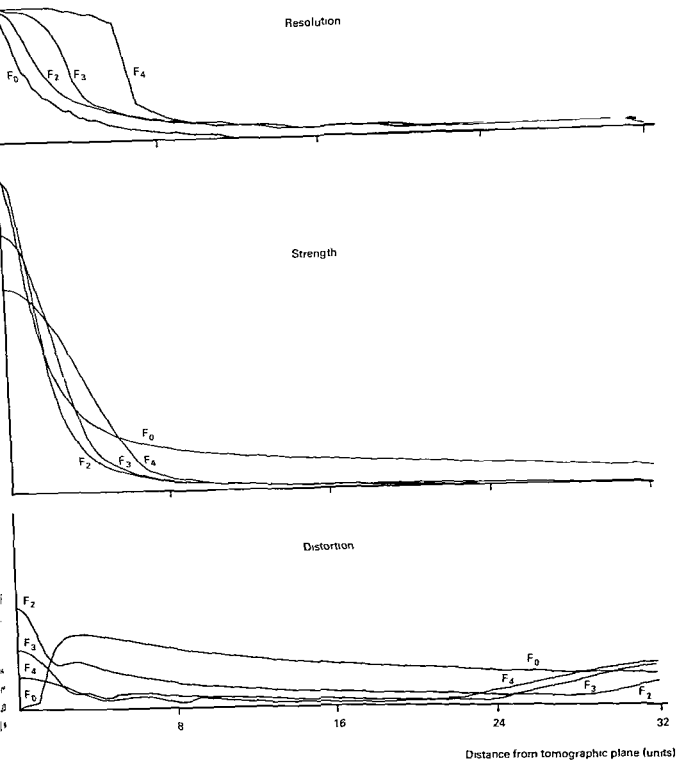 Resolution
F0 F2 F3 F4
Strength
F0
F2 F3 F4
Distortion
F2
F3
F4
F0
F0
F4 F3 F2
8 16 24 32
Distance from tomographic plane (units)